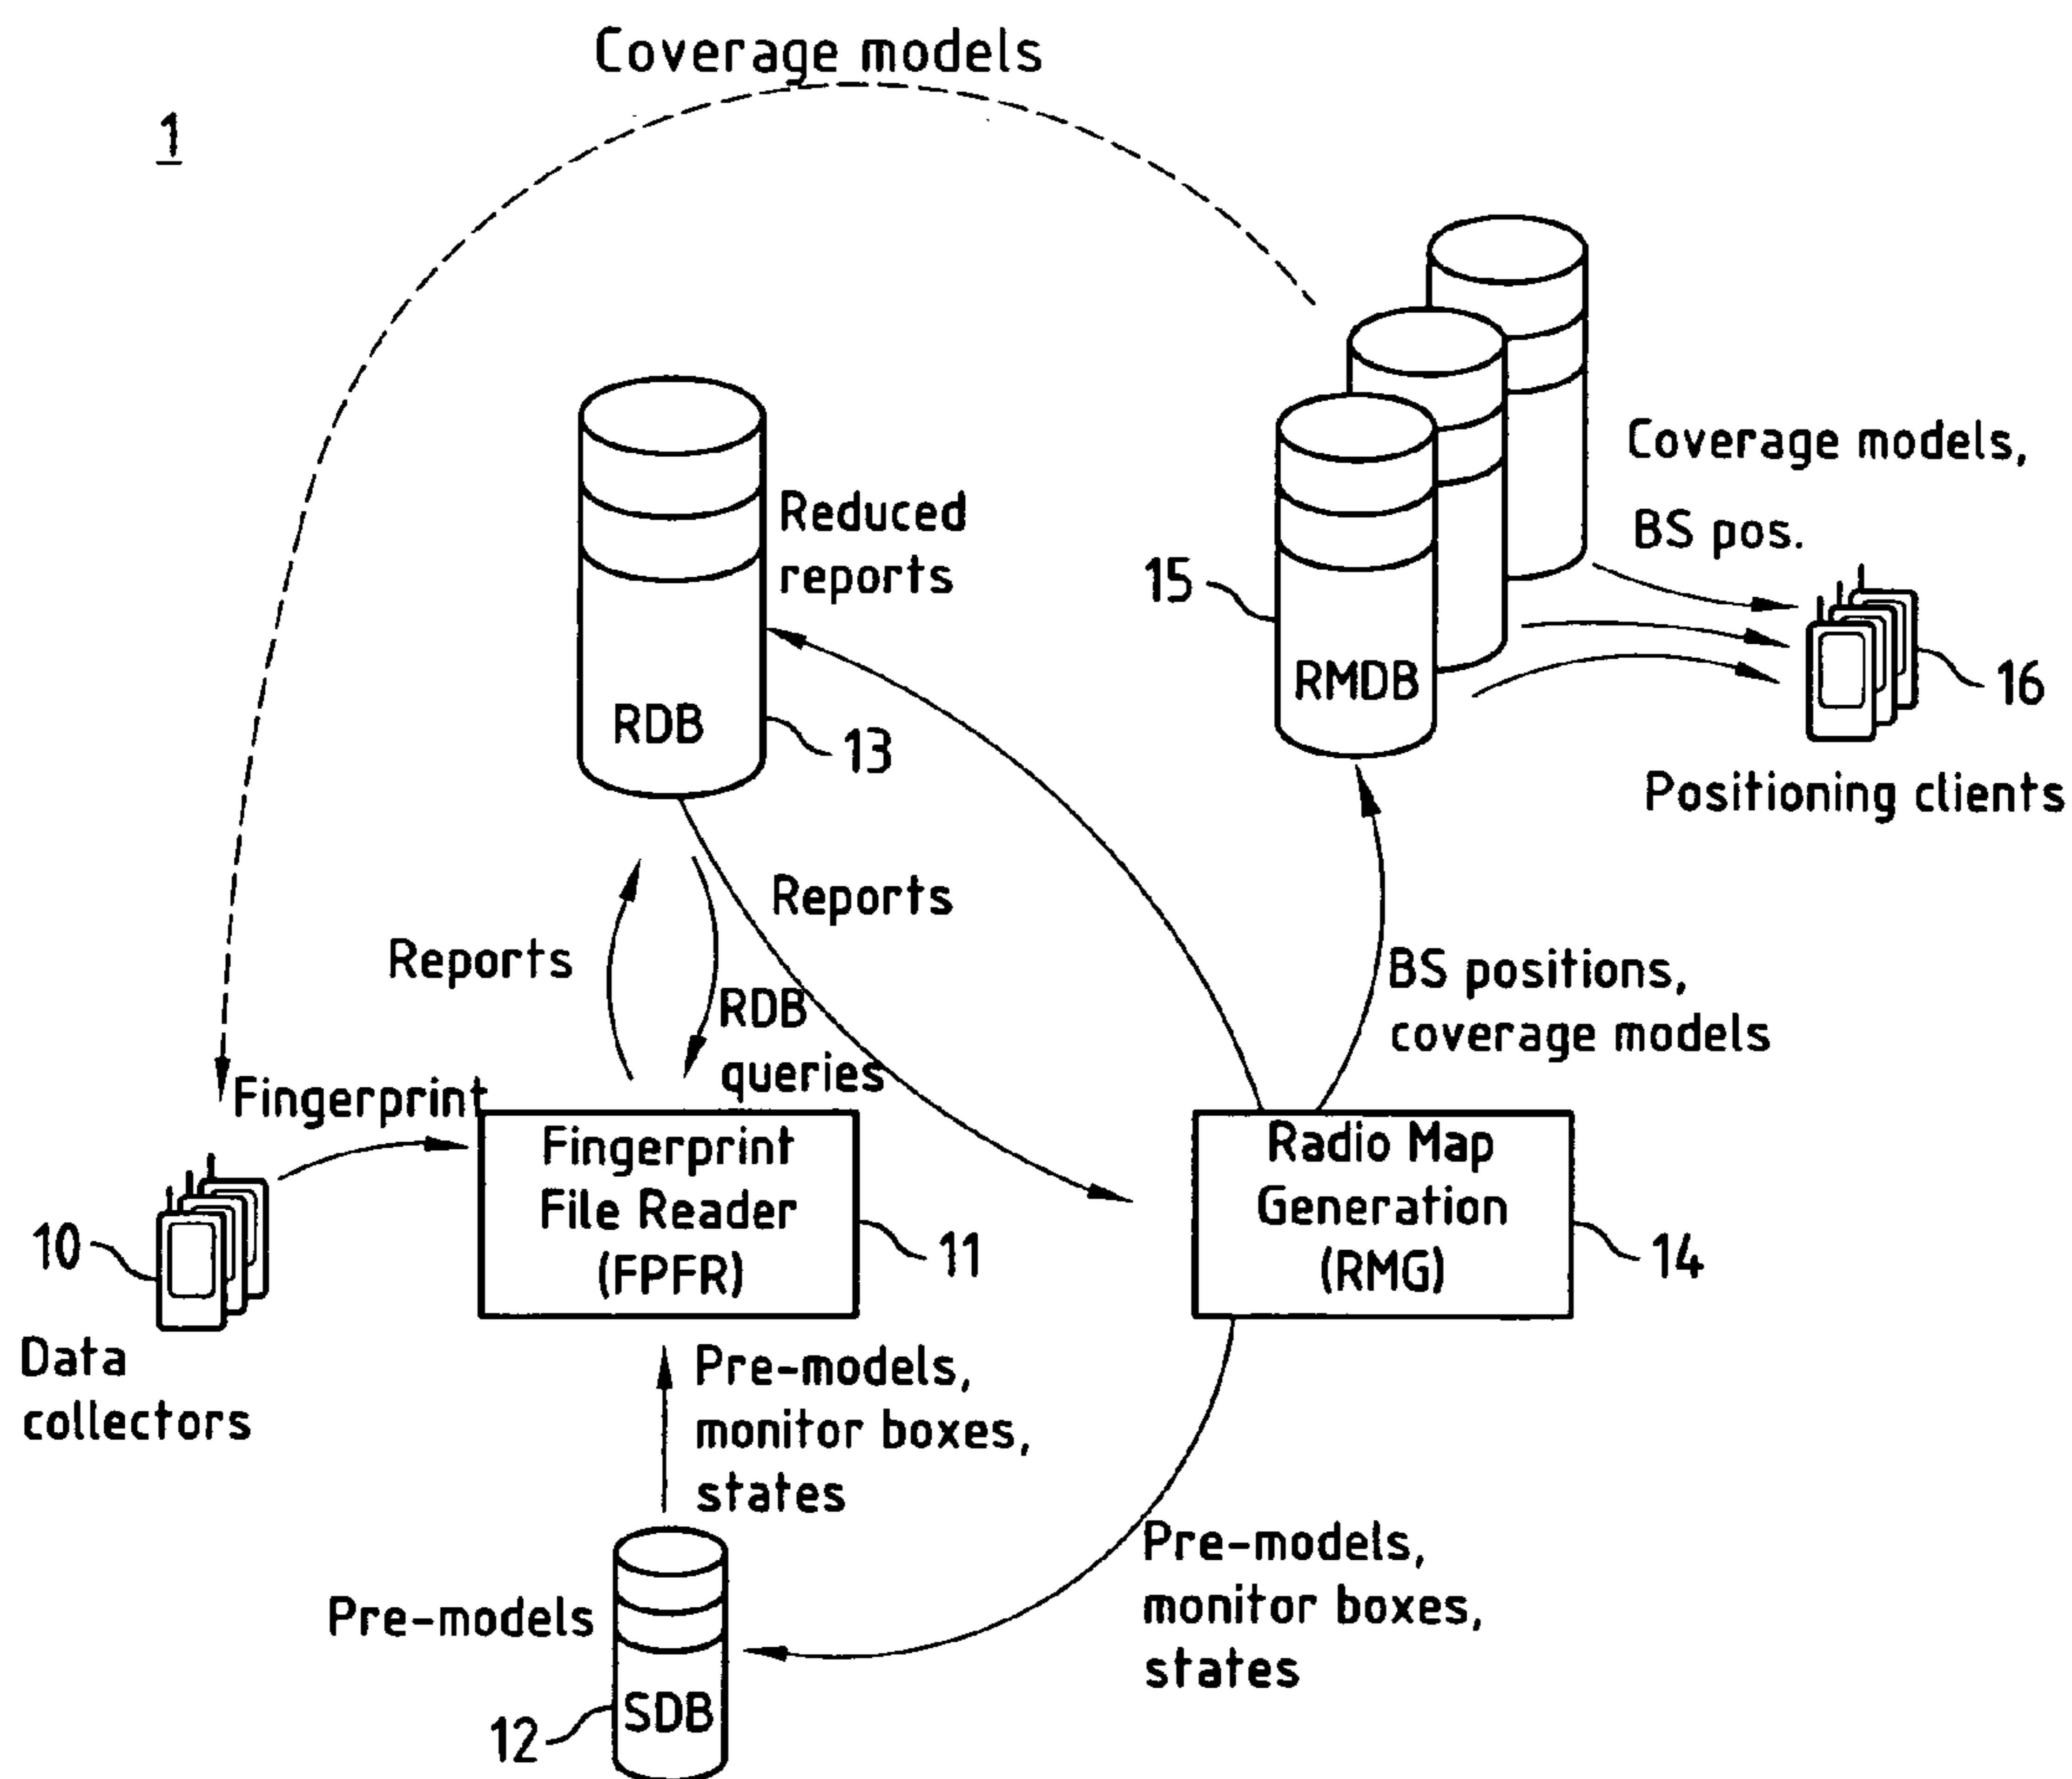 Coverage models
1
Coverage models,
BS pos.
Reduced
reports
15
RMDB
16
RDB
13
Positioning clients
Reports
Reports
BS positions,
coverage models
RDB
queries
Fingerprint
Fingerprint
File Reader
(FPFR)
Radio Map
Generation
(RMG)
10
11
14
Data
collectors
Pre-models,
monitor boxes,
states
Pre-models,
monitor boxes,
states
Pre-models
SDB
12